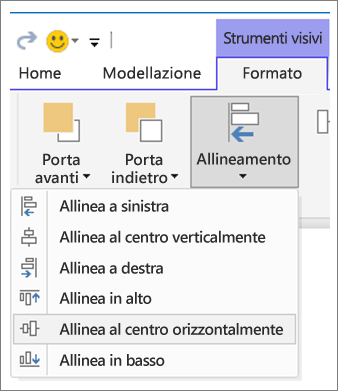 Strumenti visivi
Home Modellazione Formato
Porta avanti
Porta indietro
Allineamento
Allinea a sinistra
Allinea al centro verticalmente
Allinea a destra
Allinea in alto
Allinea al centro orizzontalmente
Allinea in basso